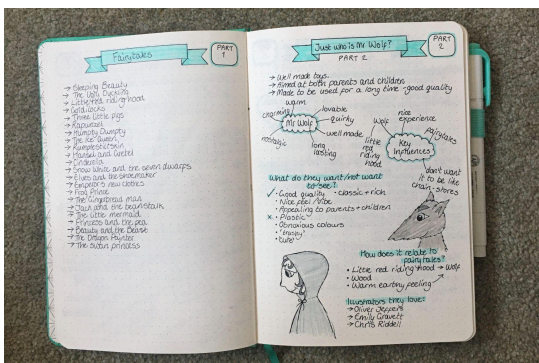 Fairytales
PART
1
→ Sleeping Beauty
→ The Ugly Duckling
→ Little red riding hood
→ Goldilocks
→ Three little pigs
→ Rapunzel
→ Humpty Dumpty
→ The Ice Queen
→ Rumplestiltskin
→ Hansel and Gretel
→ Cinderella
→ Snow White and the seven dwarfs
→ Elves and the shoemaker
→ Emperor's new clothes
→ Frog Prince
→ The Gingerbread man
→ Jack and the beanstalk
→ The little mermaid
→ Princess and the pea
→ Beauty and the Beast
→ The Dragon Painter
→ The swan princess
Just who is Mr Wolf?
PART 2
PART
2
→ Well made toys
→ Aimed at both parents and children
→ Made to be used for a long time - good quality
warm
charming
lovable
quirky
Mr Wolf
well made
nostalgic
long
lasting
nice
experience
Wolf
fairytales
little
red
riding
hood
Key
Influences
don't want
it to be like
chain-stores
What do they want/not want
to see?
✓ • Good quality • classic + rich
• Nice feel/vibe
• Appealing to parents + children
x • Plastic
• Obnoxious colours
• 'trashy'
• Cute!
How does it relate to
fairytales?
• Little red riding hood → Wolf
• Wood
• Warm earthy feeling
Illustrators they love:
→ Oliver Jeffers
→ Emily Gravett
→ Chris Riddell